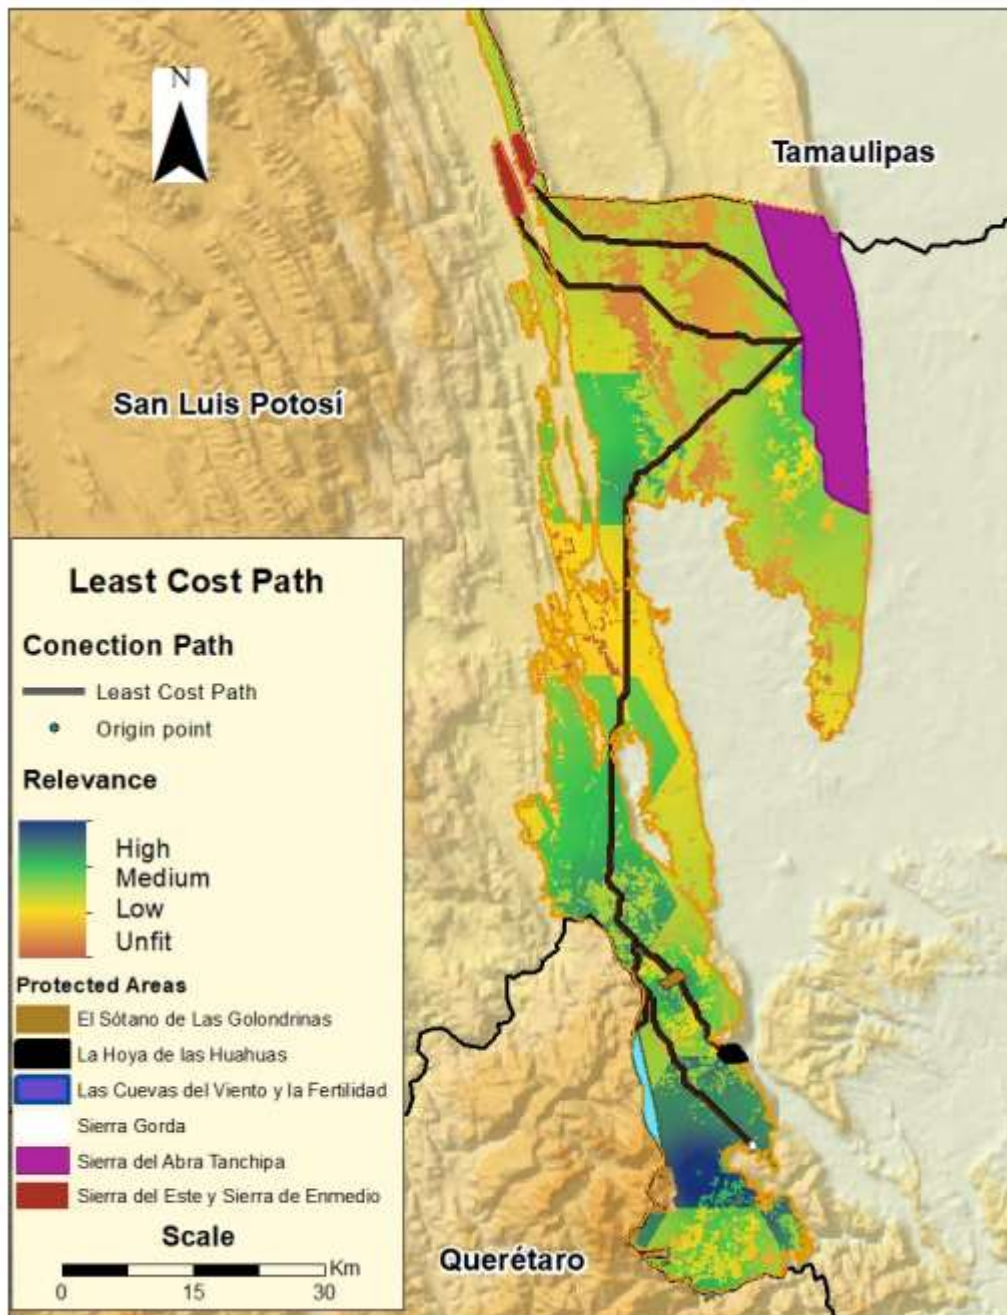 N
Tamaulipas
San Luis Potosí
Least Cost Path
Conection Path
Least Cost Path
Origin point
Relevance
High
Medium
Low
Unfit
Protected Areas
El Sótano de Las Golondrinas
La Hoya de las Huahuas
Las Cuevas del Viento y la Fertilidad
Sierra Gorda
Sierra del Abra Tanchipa
Sierra del Este y Sierra de Enmedio
Scale
Km
0 15 30
Querétaro